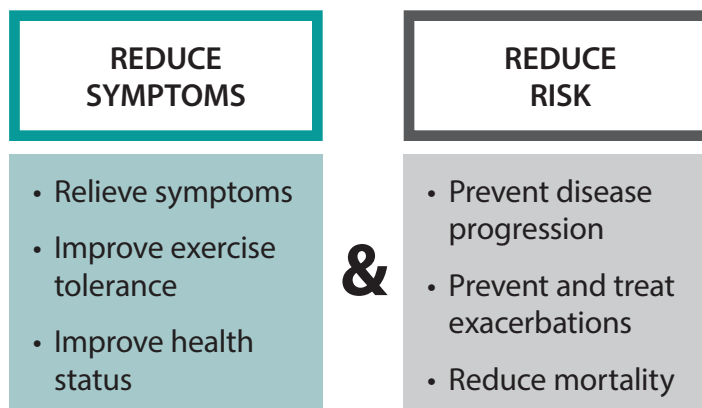 REDUCE
SYMPTOMS
• Relieve symptoms
• Improve exercise
tolerance
• Improve health
status
&
REDUCE
RISK
• Prevent disease
progression
• Prevent and treat
exacerbations
• Reduce mortality